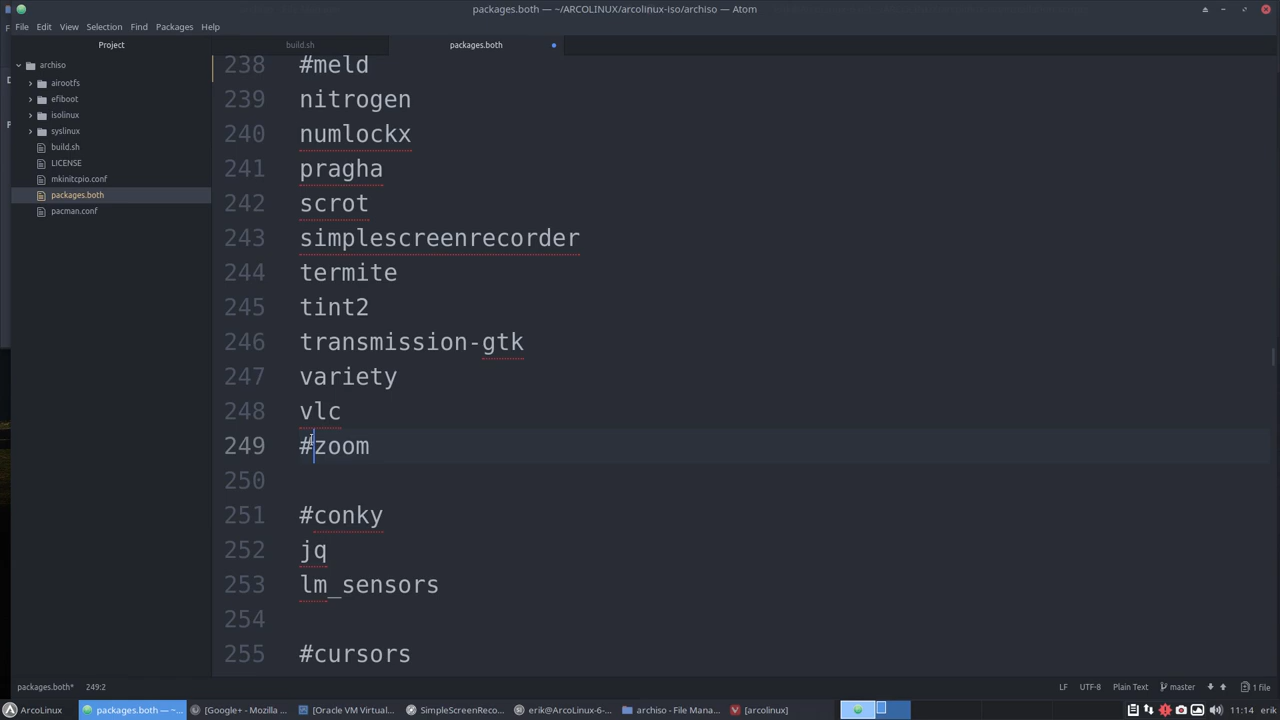 packages.both — ~/ARCOLINUX/arcolinux-iso/archiso — Atom
File Edit View Selection Find Packages Help
Project
build.sh
packages.both
archiso
airootfs
efiboot
isolinux
syslinux
build.sh
LICENSE
mkinitcpio.conf
packages.both
pacman.conf
238 #meld
239 nitrogen
240 numlockx
241 pragha
242 scrot
243 simplescreenrecorder
244 termite
245 tint2
246 transmission-gtk
247 variety
248 vlc
249 #zoom
250
251 #conky
252 jq
253 lm_sensors
254
255 #cursors
packages.both* 249:2 LF UTF-8 Plain Text master 1 file
ArcoLinux packages.both — ~... [Google+ - Mozilla ... [Oracle VM Virtual... SimpleScreenReco... erik@ArcoLinux-6-... archiso - File Mana... [arcolinux] 11:14 erik